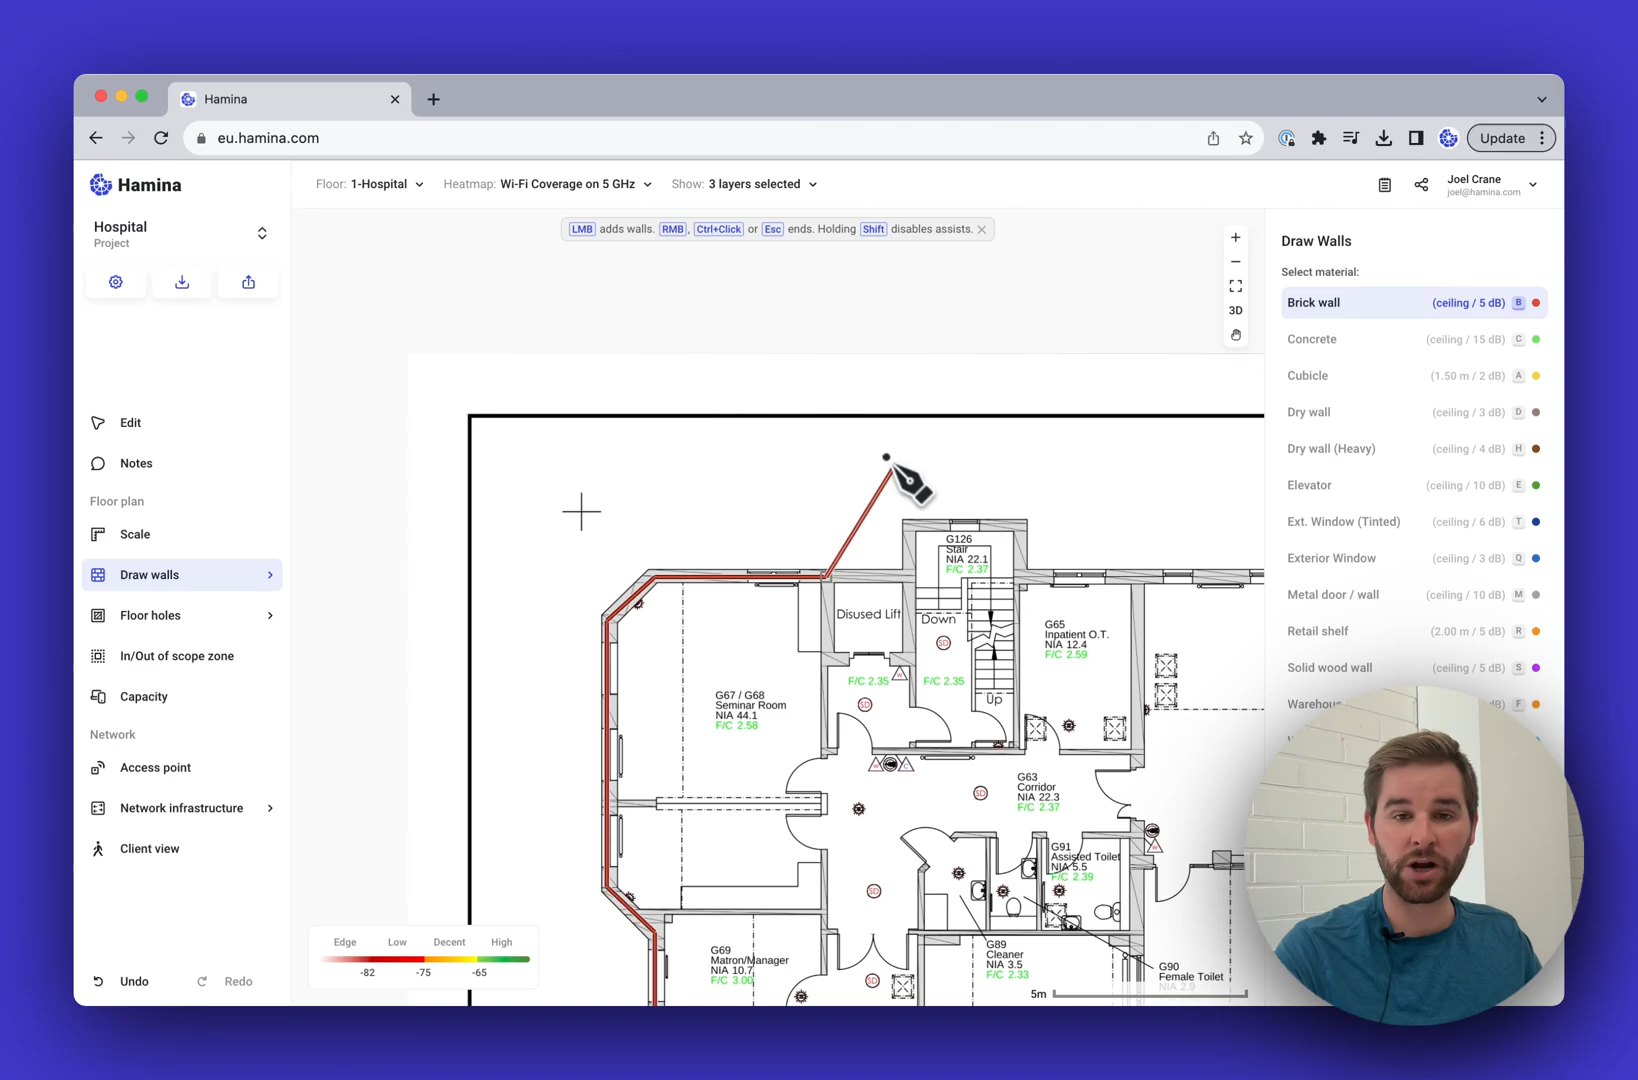 Hamina
eu.hamina.com
Update
Hamina
Floor: 1-Hospital
Heatmap: Wi-Fi Coverage on 5 GHz
Show: 3 layers selected
Joel Crane
joel@hamina.com
Hospital
Project
LMB adds walls. RMB, Ctrl+Click or Esc ends. Holding Shift disables assists.
3D
Edit
Notes
Floor plan
Scale
Draw walls
Floor holes
In/Out of scope zone
Capacity
Network
Access point
Network infrastructure
Client view
Undo
Redo
G126
Stair
NIA 22.1
F/C 2.37
Disused Lift
Down
F/C 2.35
F/C 2.35
SD
SD
Up
G65
Inpatient O.T.
NIA 12.4
F/C 2.59
G67 / G68
Seminar Room
NIA 44.1
F/C 2.58
W
W
C
SD
G63
Corridor
NIA 22.3
F/C 2.37
W
G91
Assisted Toilet
NIA 5.5
F/C 2.39
SD
G69
Matron/Manager
NIA 10.7
F/C 3.00
SD
G89
Cleaner
NIA 3.5
F/C 2.33
G90
Female Toilet
NIA 2.9
5m
Edge Low Decent High
-82 -75 -65
Draw Walls
Select material:
Brick wall (ceiling / 5 dB) B
Concrete (ceiling / 15 dB) C
Cubicle (1.50 m / 2 dB) A
Dry wall (ceiling / 3 dB) D
Dry wall (Heavy) (ceiling / 4 dB) H
Elevator (ceiling / 10 dB) E
Ext. Window (Tinted) (ceiling / 6 dB) T
Exterior Window (ceiling / 3 dB) Q
Metal door / wall (ceiling / 10 dB) M
Retail shelf (2.00 m / 5 dB) R
Solid wood wall (ceiling / 5 dB) S
F